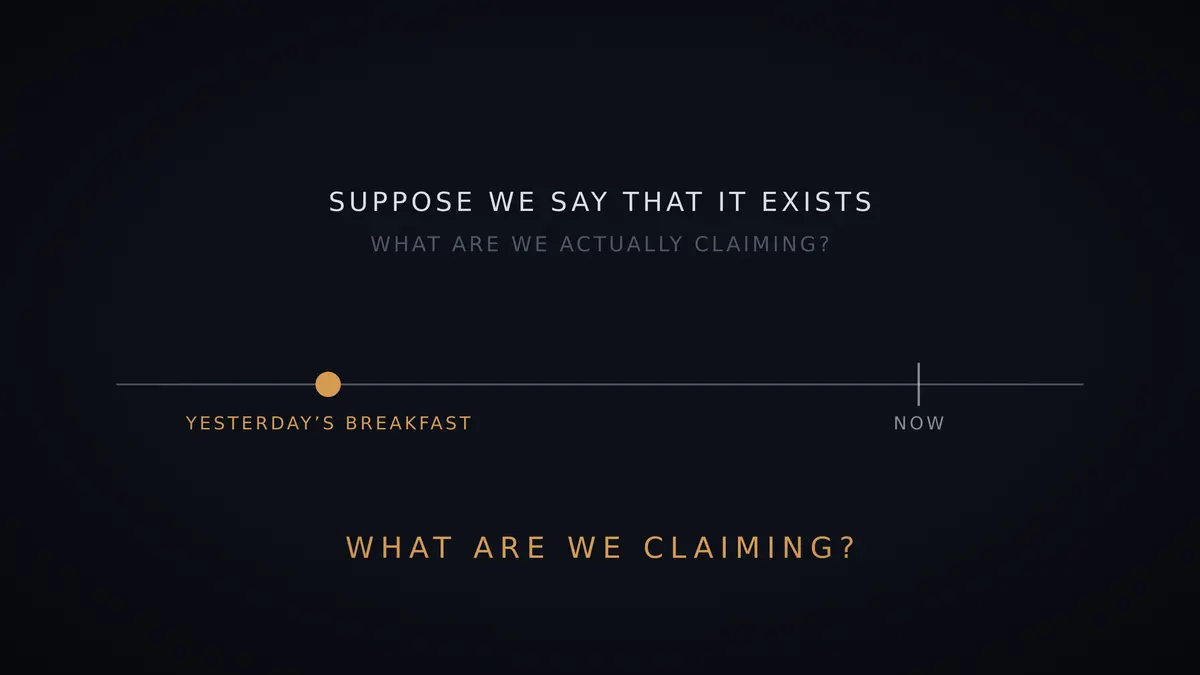 SUPPOSE WE SAY THAT IT EXISTS
WHAT ARE WE ACTUALLY CLAIMING?
YESTERDAY’S BREAKFAST
NOW
WHAT ARE WE CLAIMING?